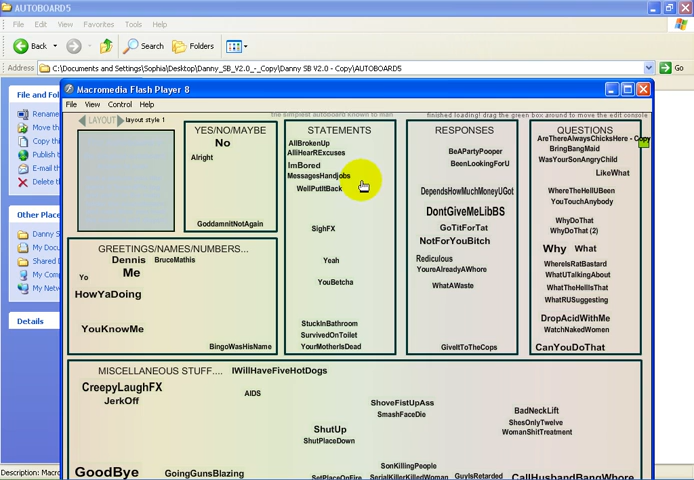 AUTOBOARD5
File Edit View Favorites Tools Help
Back Search Folders
Address C:\Documents and Settings\Sophia\Desktop\Danny_SB_V2.0_-_Copy\Danny SB V2.0 - Copy\AUTOBOARD5 Go
File and Fol
Rename
Move th
Copy thi
Publish t
E-mail
Delete t
Other Place
Danny S
My Docu
Shared D
My Comp
My Netw
Details
Description: Macro
Macromedia Flash Player 8
File View Control Help
the simplest autoboard known to man
finished loading! drag the green box around to move the edit console
LAYOUT layout style 1
YES/NO/MAYBE
No
Alright
GoddamnitNotAgain
STATEMENTS
AllBrokenUp
AlliHearRExcuses
ImBored
MessagesHandjobs
WellPutItBack
SighFX
Yeah
YouBetcha
StuckInBathroom
SurvivedOnToilet
YourMotherIsDead
RESPONSES
BeAPartyPooper
BeenLookingForU
DependsHowMuchMoneyUGot
DontGiveMeLibBS
GoTitForTat
NotForYouBitch
Rediculous
YoureAlreadyAWhore
WhatAWaste
GiveItToTheCops
QUESTIONS
AreThereAlwaysChicksHere - Copy
BringBangMaid
WasYourSonAngryChild
LikeWhat
WhereTheHellUBeen
YouTouchAnybody
WhyDoThat
WhyDoThat (2)
Why What
WhereIsRatBastard
WhatUTalkingAbout
WhatTheHellIsThat
WhatRUSuggesting
DropAcidWithMe
WatchNakedWomen
CanYouDoThat
GREETINGS/NAMES/NUMBERS...
Dennis BruceMathis
Yo Me
HowYaDoing
YouKnowMe
BingoWasHisName
MISCELLANEOUS STUFF.... IWillHaveFiveHotDogs
CreepyLaughFX
JerkOff
AIDS
ShoveFistUpAss
SmashFaceDie
BadNeckLift
ShesOnlyTwelve
WomanShitTreatment
ShutUp
ShutPlaceDown
SonKillingPeople
GoodBye GoingGunsBlazing
SetPlaceOnFire SerialKillerKilledWoman GuyIsRetarded CallHusbandBangWhore